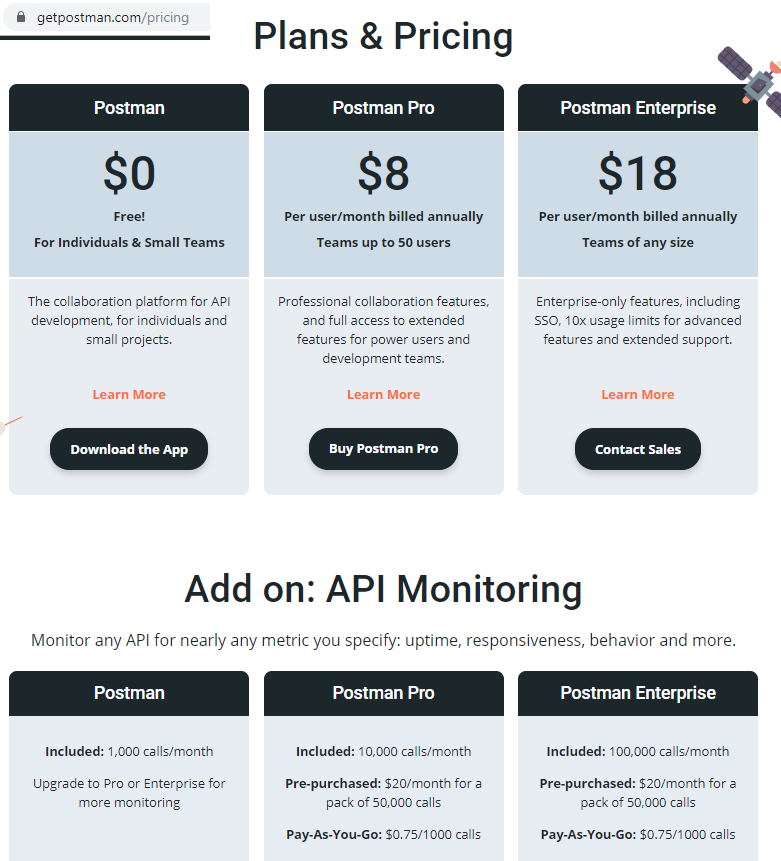 getpostman.com/pricing
Plans & Pricing
Postman
$0
Free!
For Individuals & Small Teams
The collaboration platform for API
development, for individuals and
small projects.
Learn More
Download the App
Postman Pro
$8
Per user/month billed annually
Teams up to 50 users
Professional collaboration features,
and full access to extended
features for power users and
development teams.
Learn More
Buy Postman Pro
Postman Enterprise
$18
Per user/month billed annually
Teams of any size
Enterprise-only features, including
SSO, 10x usage limits for advanced
features and extended support.
Learn More
Contact Sales
Add on: API Monitoring
Monitor any API for nearly any metric you specify: uptime, responsiveness, behavior and more.
Postman
Included: 1,000 calls/month
Upgrade to Pro or Enterprise for
more monitoring
Postman Pro
Included: 10,000 calls/month
Pre-purchased: $20/month for a
pack of 50,000 calls
Pay-As-You-Go: $0.75/1000 calls
Postman Enterprise
Included: 100,000 calls/month
Pre-purchased: $20/month for a
pack of 50,000 calls
Pay-As-You-Go: $0.75/1000 calls